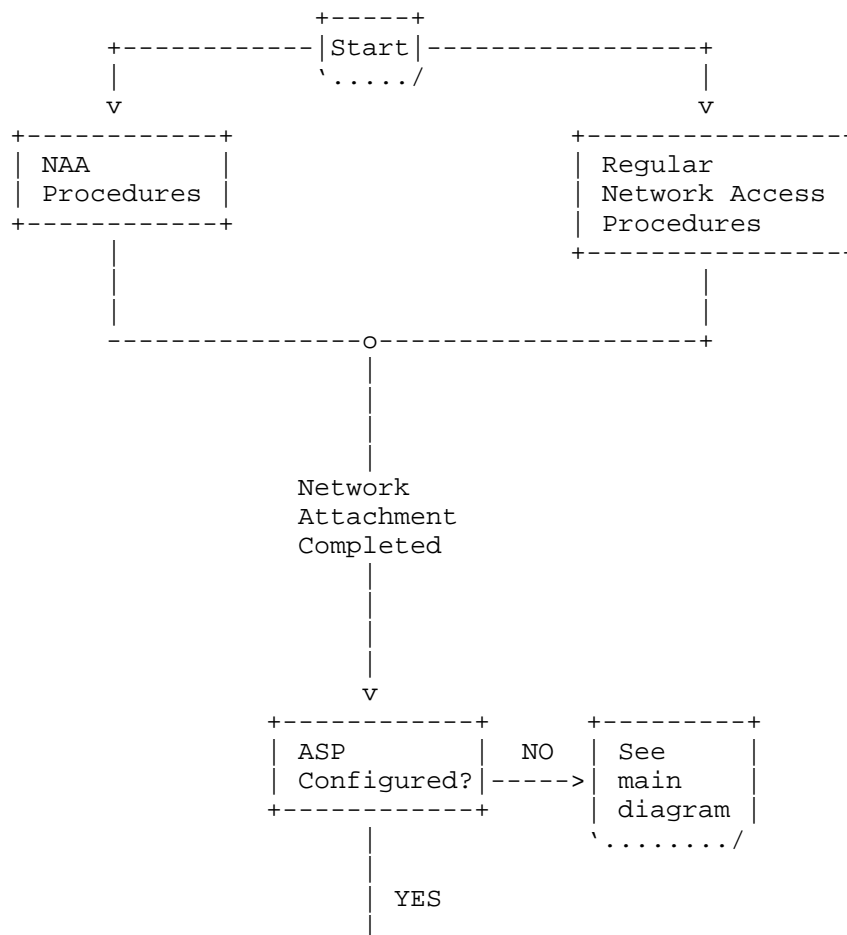 Start
NAA
Procedures
Regular
Network Access
Procedures
Network
Attachment
Completed
ASP
Configured?
NO
See
main
diagram
YES